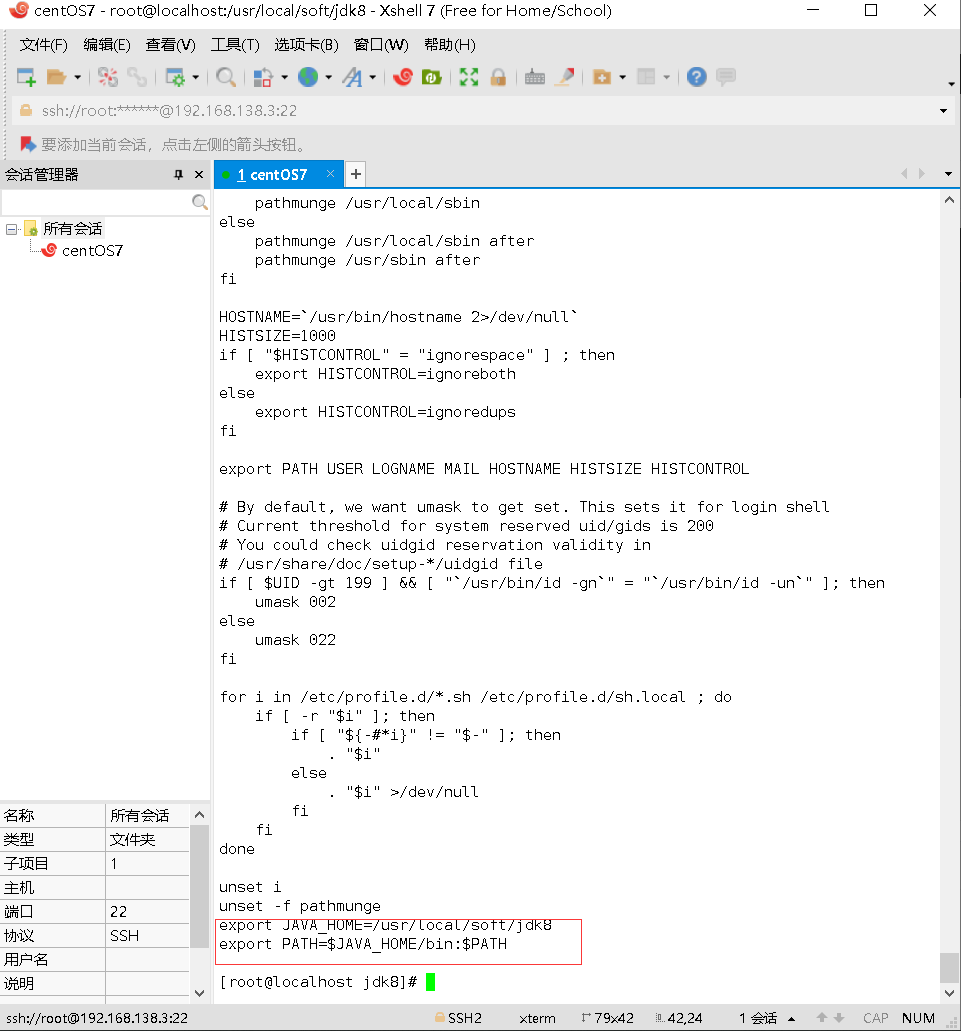 centOS7 - root@localhost:/usr/local/soft/jdk8 - Xshell 7 (Free for Home/School)
文件(F) 编辑(E) 查看(V) 工具(T) 选项卡(B) 窗口(W) 帮助(H)
ssh://root:******@192.168.138.3:22
要添加当前会话，点击左侧的箭头按钮。
会话管理器
1 centOS7
所有会话
centOS7
    pathmunge /usr/local/sbin
else
    pathmunge /usr/local/sbin after
    pathmunge /usr/sbin after
fi
HOSTNAME=`/usr/bin/hostname 2>/dev/null`
HISTSIZE=1000
if [ "$HISTCONTROL" = "ignorespace" ] ; then
    export HISTCONTROL=ignoreboth
else
    export HISTCONTROL=ignoredups
fi
export PATH USER LOGNAME MAIL HOSTNAME HISTSIZE HISTCONTROL
# By default, we want umask to get set. This sets it for login shell
# Current threshold for system reserved uid/gids is 200
# You could check uidgid reservation validity in
# /usr/share/doc/setup-*/uidgid file
if [ $UID -gt 199 ] && [ "`/usr/bin/id -gn`" = "`/usr/bin/id -un`" ]; then
    umask 002
else
    umask 022
fi
for i in /etc/profile.d/*.sh /etc/profile.d/sh.local ; do
    if [ -r "$i" ]; then
        if [ "${-#*i}" != "$-" ]; then
            . "$i"
        else
            . "$i" >/dev/null
        fi
    fi
done
unset i
unset -f pathmunge
export JAVA_HOME=/usr/local/soft/jdk8
export PATH=$JAVA_HOME/bin:$PATH
[root@localhost jdk8]#
名称 所有会话
类型 文件夹
子项目 1
主机
端口 22
协议 SSH
用户名
说明
ssh://root@192.168.138.3:22 SSH2 xterm 79x42 42,24 1 会话 CAP NUM